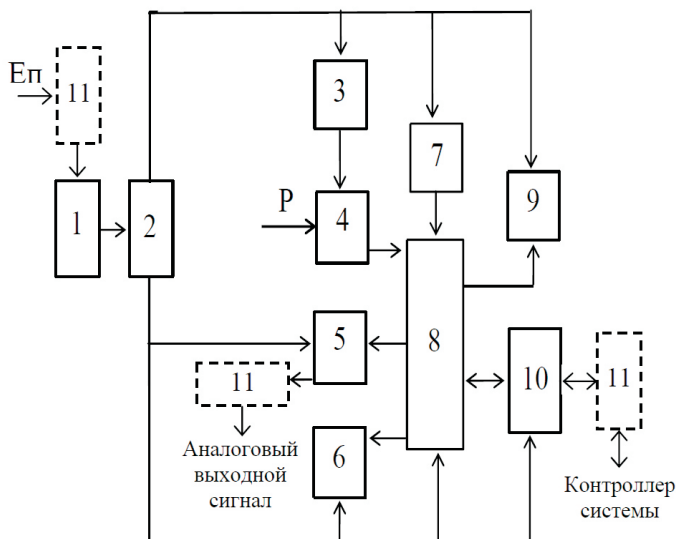 Еп
11
3
7
1
2
P
4
9
5
8
10
11
11
6
Аналоговый
выходной
сигнал
Контроллер
системы